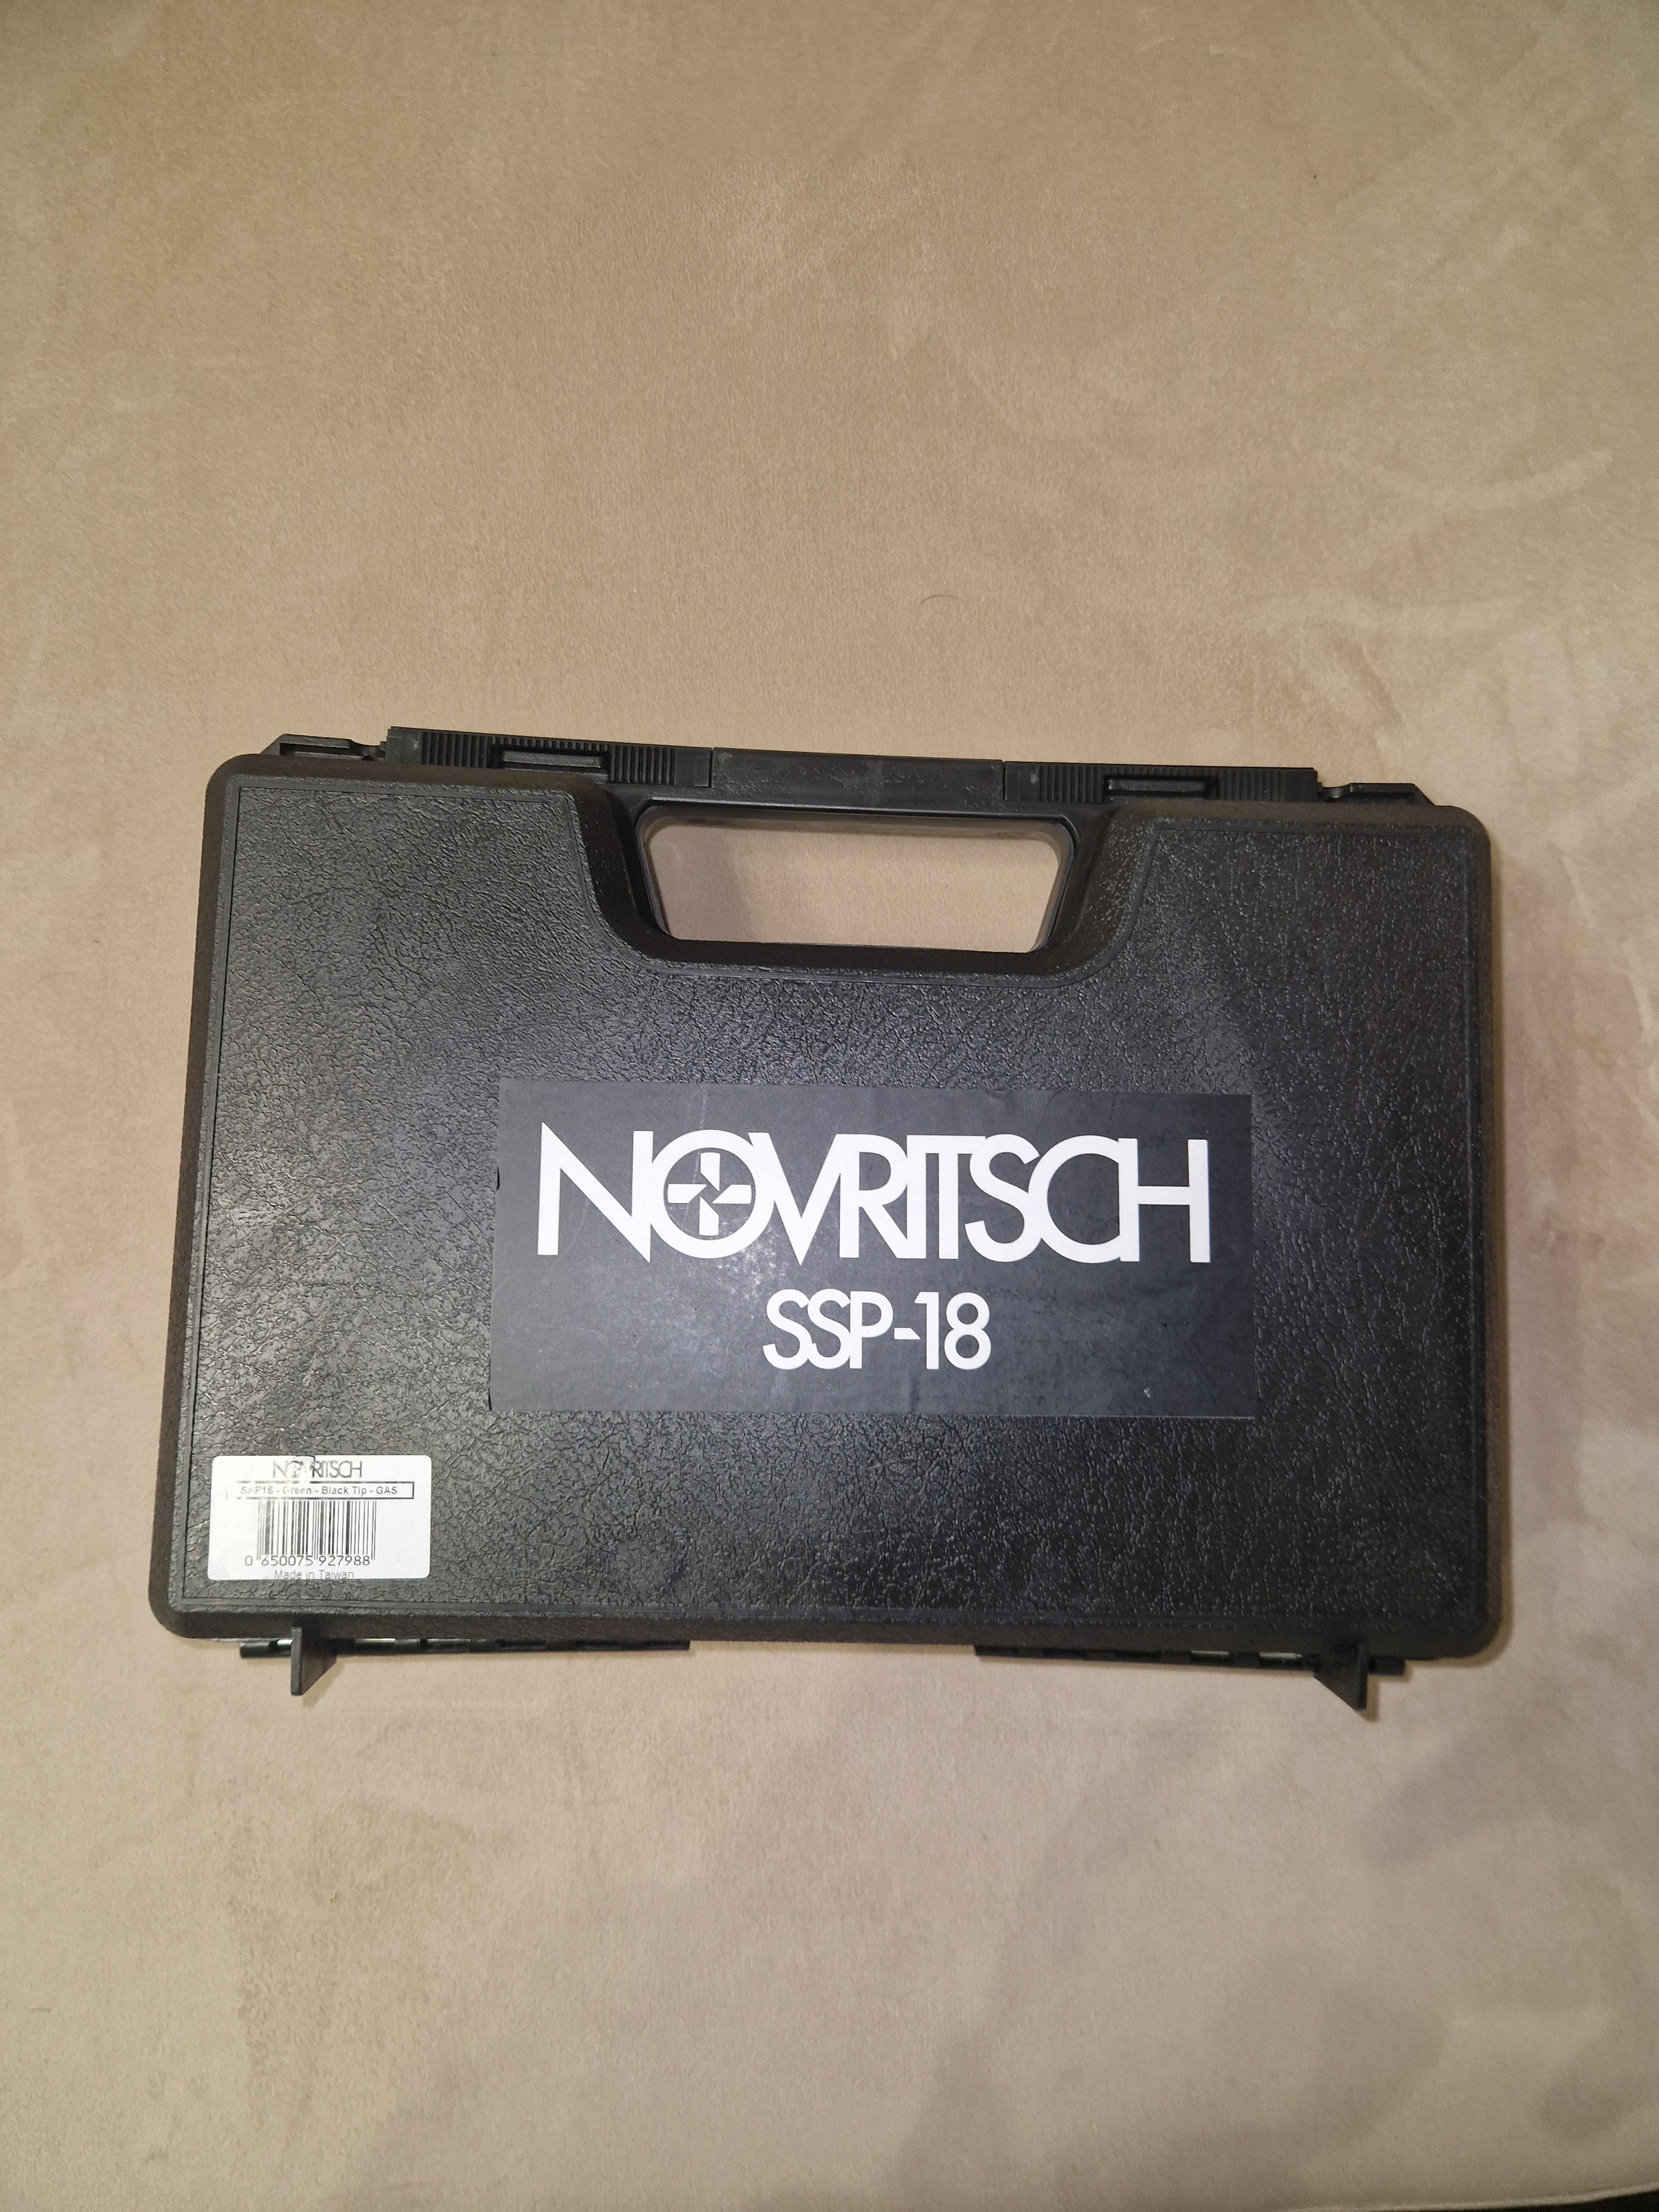 NOVRITSCH
SSP-18
NOVRITSCH
SSP18 - Green - Black Tip - GAS
0 650075 927988
Made in Taiwan